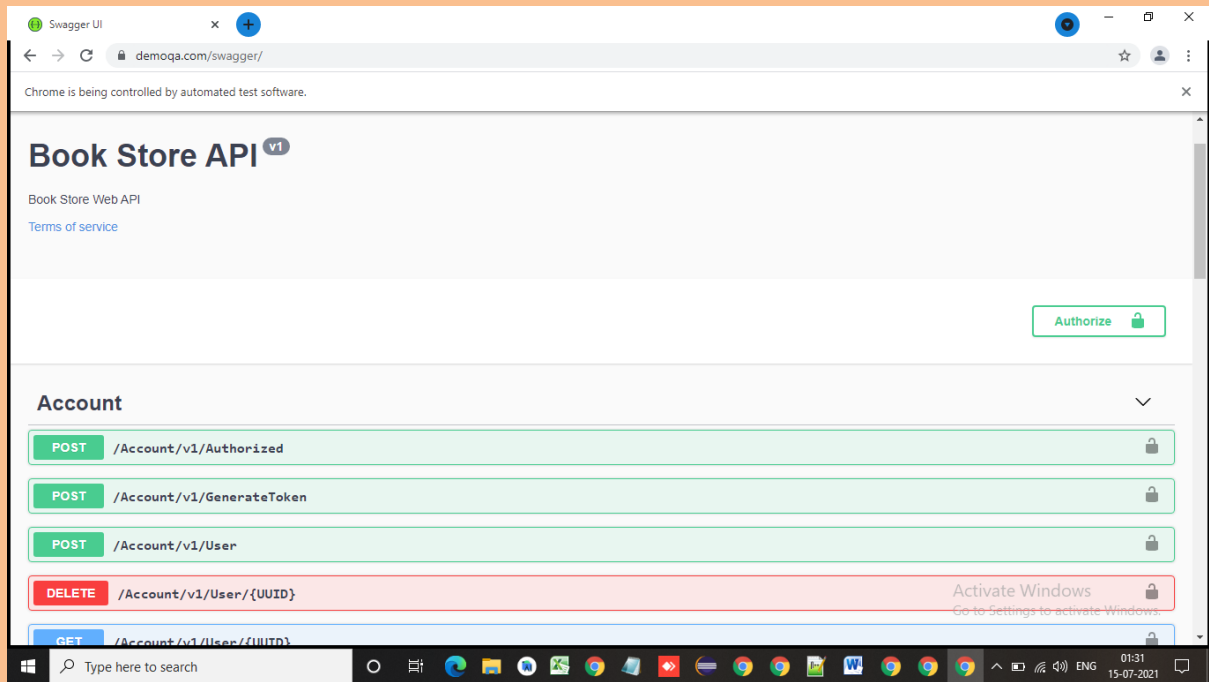 Swagger UI
demoqa.com/swagger/
Chrome is being controlled by automated test software.
Book Store API v1
Book Store Web API
Terms of service
Authorize
Account
POST /Account/v1/Authorized
POST /Account/v1/GenerateToken
POST /Account/v1/User
DELETE /Account/v1/User/{UUID}
Activate Windows
Go to Settings to activate Windows.
GET /Account/v1/User/{UUID}
Type here to search
ENG
01:31
15-07-2021